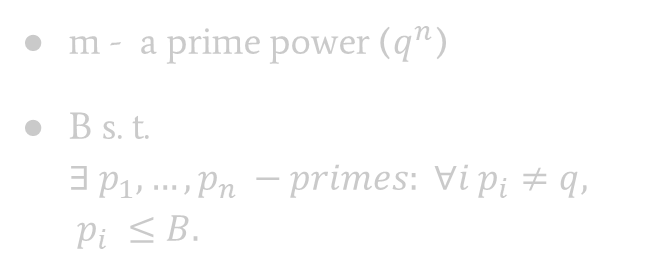 ● m - a prime power (qⁿ)
● B s. t.
∃ p₁, … , pₙ − primes: ∀i pᵢ ≠ q,
pᵢ ≤ B.